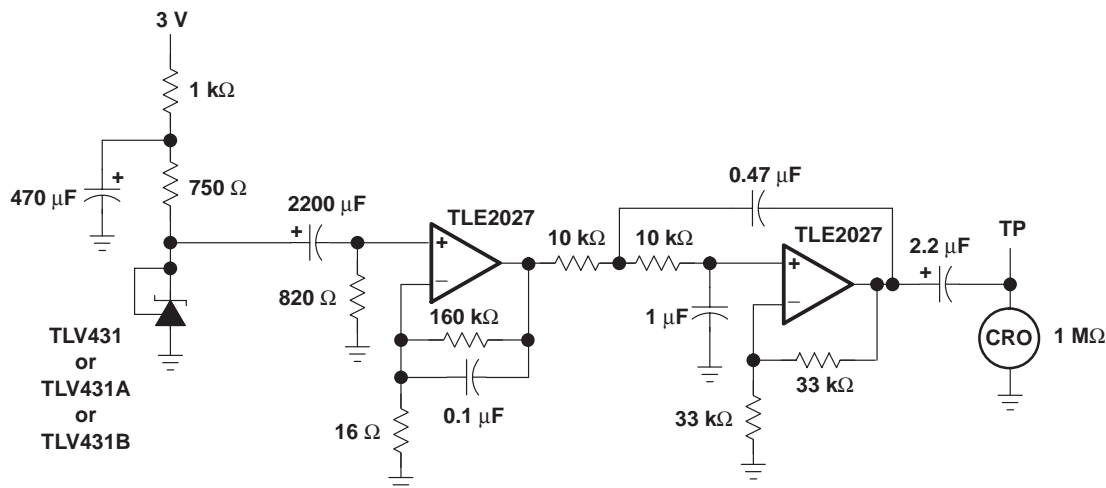 3 V
1 kΩ
+
470 μF
750 Ω
0.47 μF
2200 μF
+
TLE2027
TLE2027
TP
10 kΩ
10 kΩ
2.2 μF
+
+
+
−
−
820 Ω
160 kΩ
1 μF
CRO
1 MΩ
TLV431
or
TLV431A
or
TLV431B
0.1 μF
33 kΩ
16 Ω
33 kΩ